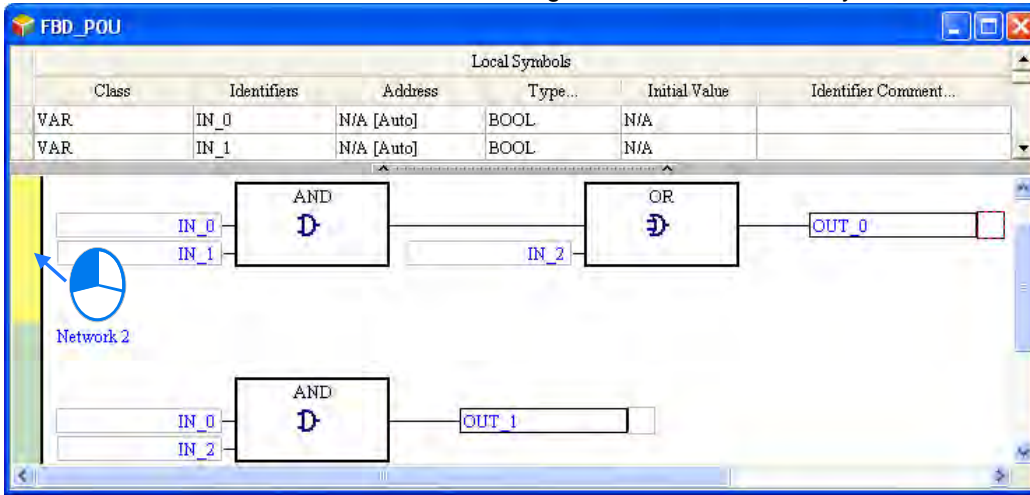 FBD_POU
Local Symbols
Class Identifiers Address Type... Initial Value Identifier Comment...
VAR IN_0 N/A [Auto] BOOL N/A
VAR IN_1 N/A [Auto] BOOL N/A
AND OR
IN_0 OUT_0
IN_1 IN_2
Network 2
AND
IN_0 OUT_1
IN_2